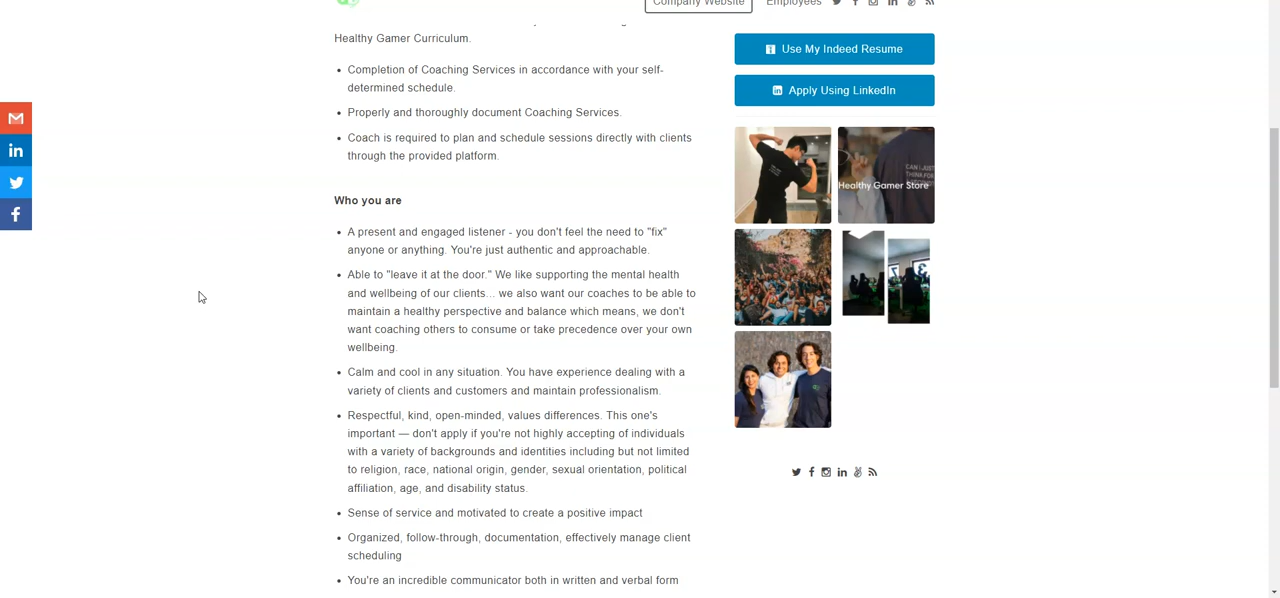 Company Website
Employees
Healthy Gamer Curriculum.
Completion of Coaching Services in accordance with your self-
determined schedule.
Properly and thoroughly document Coaching Services.
Coach is required to plan and schedule sessions directly with clients
through the provided platform.
Who you are
A present and engaged listener - you don't feel the need to "fix"
anyone or anything. You're just authentic and approachable.
Able to "leave it at the door." We like supporting the mental health
and wellbeing of our clients... we also want our coaches to be able to
maintain a healthy perspective and balance which means, we don't
want coaching others to consume or take precedence over your own
wellbeing.
Calm and cool in any situation. You have experience dealing with a
variety of clients and customers and maintain professionalism.
Respectful, kind, open-minded, values differences. This one's
important — don't apply if you're not highly accepting of individuals
with a variety of backgrounds and identities including but not limited
to religion, race, national origin, gender, sexual orientation, political
affiliation, age, and disability status.
Sense of service and motivated to create a positive impact
Organized, follow-through, documentation, effectively manage client
scheduling
You're an incredible communicator both in written and verbal form
Use My Indeed Resume
Apply Using LinkedIn
CAN I JUST
THINK FOR
Healthy Gamer Store